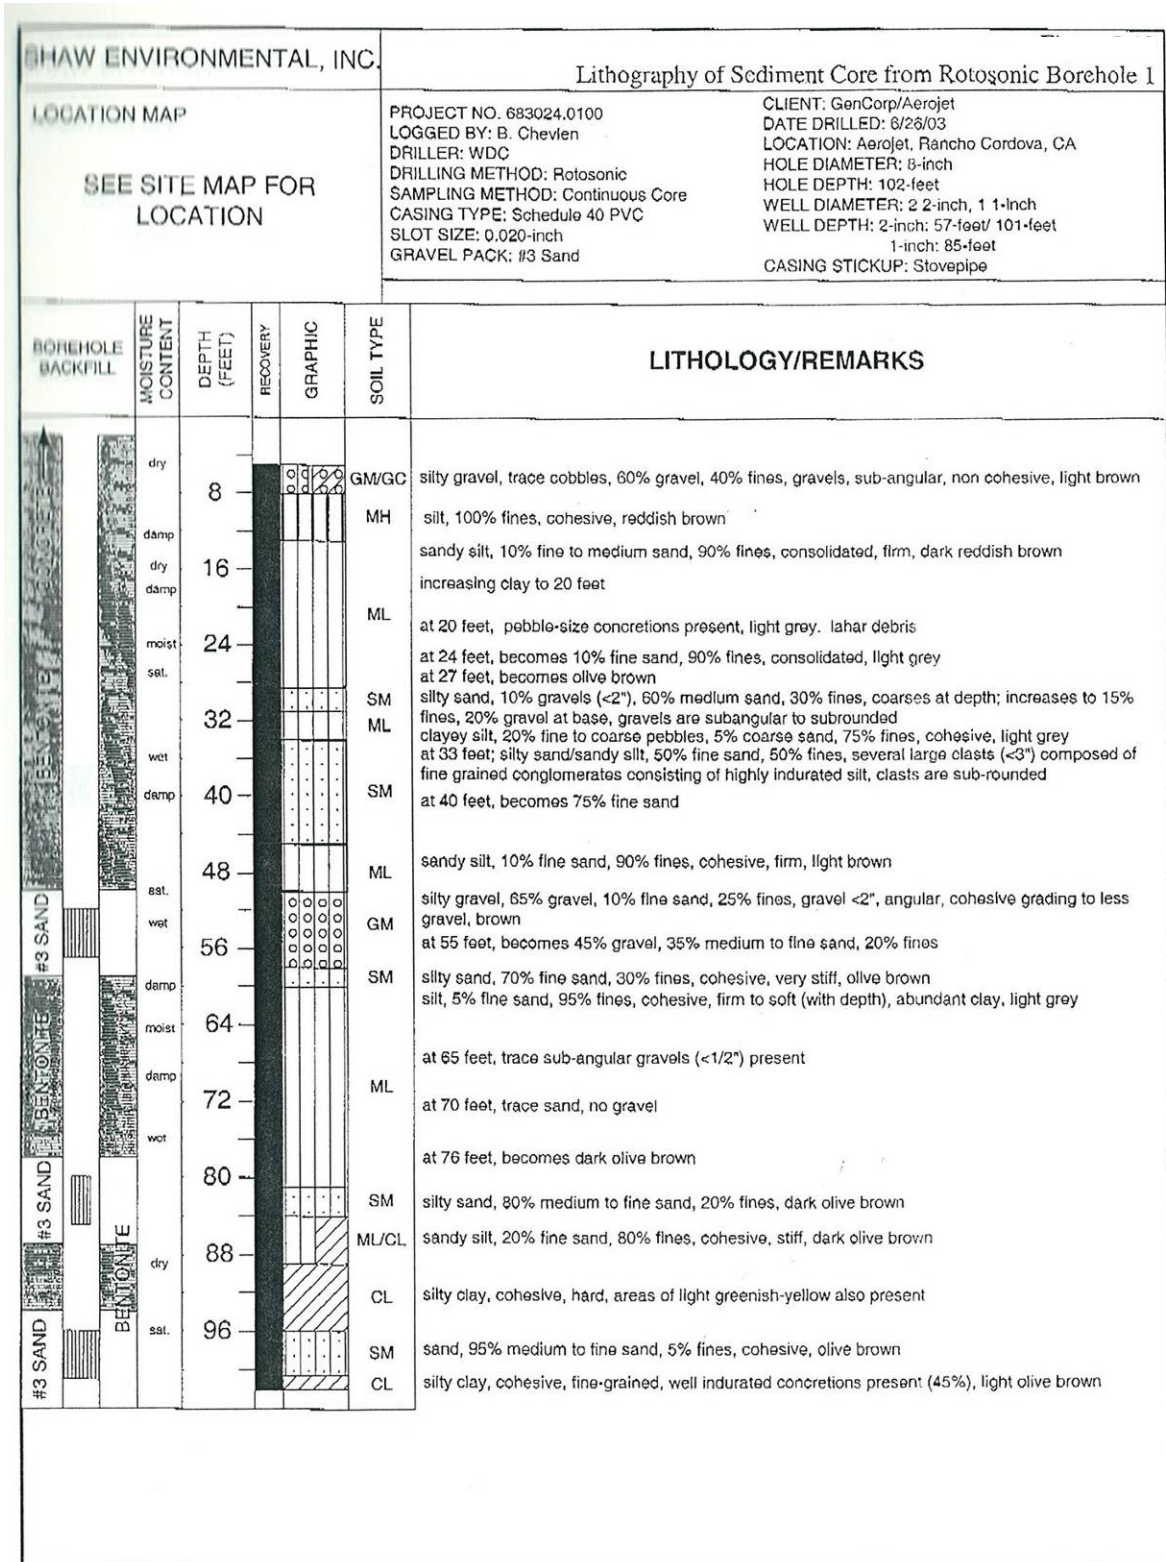 SHAW ENVIRONMENTAL, INC.
Lithography of Sediment Core from Rotosonic Borehole 1
LOCATION MAP
SEE SITE MAP FOR
LOCATION
PROJECT NO. 683024.0100
LOGGED BY: B. Chevlen
DRILLER: WDC
DRILLING METHOD: Rotosonic
SAMPLING METHOD: Continuous Core
CASING TYPE: Schedule 40 PVC
SLOT SIZE: 0.020-inch
GRAVEL PACK: #3 Sand
CLIENT: GenCorp/Aerojet
DATE DRILLED: 6/26/03
LOCATION: Aerojet, Rancho Cordova, CA
HOLE DIAMETER: 8-inch
HOLE DEPTH: 102-feet
WELL DIAMETER: 2 2-inch, 1 1-inch
WELL DEPTH: 2-inch: 57-feet/ 101-feet
1-inch: 85-feet
CASING STICKUP: Stovepipe
BOREHOLE
BACKFILL
MOISTURE
CONTENT
DEPTH
(FEET)
RECOVERY
GRAPHIC
SOIL TYPE
LITHOLOGY/REMARKS
dry
GM/GC silty gravel, trace cobbles, 60% gravel, 40% fines, gravels, sub-angular, non cohesive, light brown
8
MH silt, 100% fines, cohesive, reddish brown
damp
sandy silt, 10% fine to medium sand, 90% fines, consolidated, firm, dark reddish brown
dry 16
damp increasing clay to 20 feet
ML
at 20 feet, pebble-size concretions present, light grey. lahar debris
moist 24
at 24 feet, becomes 10% fine sand, 90% fines, consolidated, light grey
sat. at 27 feet, becomes olive brown
SM silty sand, 10% gravels (<2"), 60% medium sand, 30% fines, coarses at depth; increases to 15%
32 ML fines, 20% gravel at base, gravels are subangular to subrounded
clayey silt, 20% fine to coarse pebbles, 5% coarse sand, 75% fines, cohesive, light grey
wet at 33 feet; silty sand/sandy silt, 50% fine sand, 50% fines, several large clasts (<3") composed of
fine grained conglomerates consisting of highly indurated silt, clasts are sub-rounded
damp 40 SM at 40 feet, becomes 75% fine sand
48 ML sandy silt, 10% fine sand, 90% fines, cohesive, firm, light brown
sat.
silty gravel, 65% gravel, 10% fine sand, 25% fines, gravel <2", angular, cohesive grading to less
wet GM gravel, brown
56 at 55 feet, becomes 45% gravel, 35% medium to fine sand, 20% fines
SM silty sand, 70% fine sand, 30% fines, cohesive, very stiff, olive brown
damp silt, 5% fine sand, 95% fines, cohesive, firm to soft (with depth), abundant clay, light grey
moist 64
at 65 feet, trace sub-angular gravels (<1/2") present
damp ML
72 at 70 feet, trace sand, no gravel
wet
at 76 feet, becomes dark olive brown
80
SM silty sand, 80% medium to fine sand, 20% fines, dark olive brown
ML/CL sandy silt, 20% fine sand, 80% fines, cohesive, stiff, dark olive brown
88
dry
CL silty clay, cohesive, hard, areas of light greenish-yellow also present
sat. 96
SM sand, 95% medium to fine sand, 5% fines, cohesive, olive brown
CL silty clay, cohesive, fine-grained, well indurated concretions present (45%), light olive brown
#3 SAND
BENTONITE
#3 SAND
BENTONITE
#3 SAND